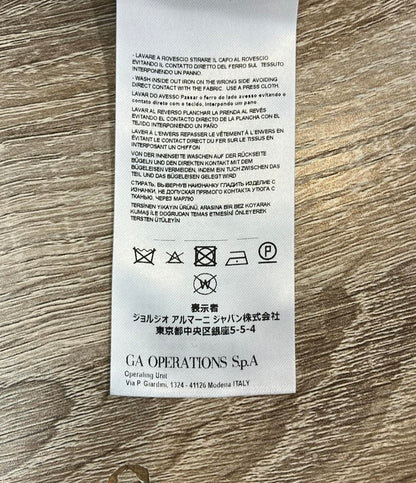 - LAVARE A ROVESCIO STIRARE IL CAPO AL ROVESCIO
EVITANDO IL CONTATTO DIRETTO DEL FERRO SUL TESSUTO
INTERPONENDO UN PANNO.
- WASH INSIDE OUT IRON ON THE WRONG SIDE AVOIDING
DIRECT CONTACT WITH THE FABRIC. USE A PRESS CLOTH.
LAVAR DO AVESSO Passar o ferro do lado avesso evitando o
contato direto com o tecido, interpondo um pano.
LAVAR AL REVERSO PLANCHAR LA PRENDA AL REVÉS
EVITANDO EL CONTACTO DIRECTO DE LA PLANCHA CON EL
TEJIDO INTERPONIENDO UN PAÑO
LAVER À L'ENVERS REPASSER LE VÊTEMENT À L'ENVERS EN
EVITANT LE CONTACT DIRECT DU FER SUR LE TISSU EN
INTERPOSANT UN CHIFFON
VON DER INNENSEITE WASCHEN AUF DER RÜCKSEITE
BÜGELN UND DEN DIREKTEN KONTAKT MIT DEM
BÜGELEISEN VERMEIDEN, INDEM EIN TUCH ZWISCHEN DAS
TEIL UND DAS BÜGELEISEN GELEGT WIRD
СТИРАТЬ, ВЫВЕРНУВ НАИЗНАНКУ ГЛАДИТЬ ИЗДЕЛИЕ С
ИЗНАНКИ, НЕ ДОПУСКАЯ ПРЯМОГО КОНТАКТА УТЮГА С
ТКАНЬЮ, ЧЕРЕЗ МАРЛЮ
TERSİNEN YIKAYIN ÜRÜNÜ, ARASINA BİR BEZ KOYARAK
KUMAŞ İLE DOĞRUDAN TEMAS ETMESİNİ ÖNLEYEREK
TERSTEN ÜTÜLEYİN
P
W
表示者
ジョルジオ アルマーニ ジャパン株式会社
東京都中央区銀座5-5-4
GA OPERATIONS S.p.A
Operating Unit
Via P. Giardini, 1324 - 41126 Modena ITALY